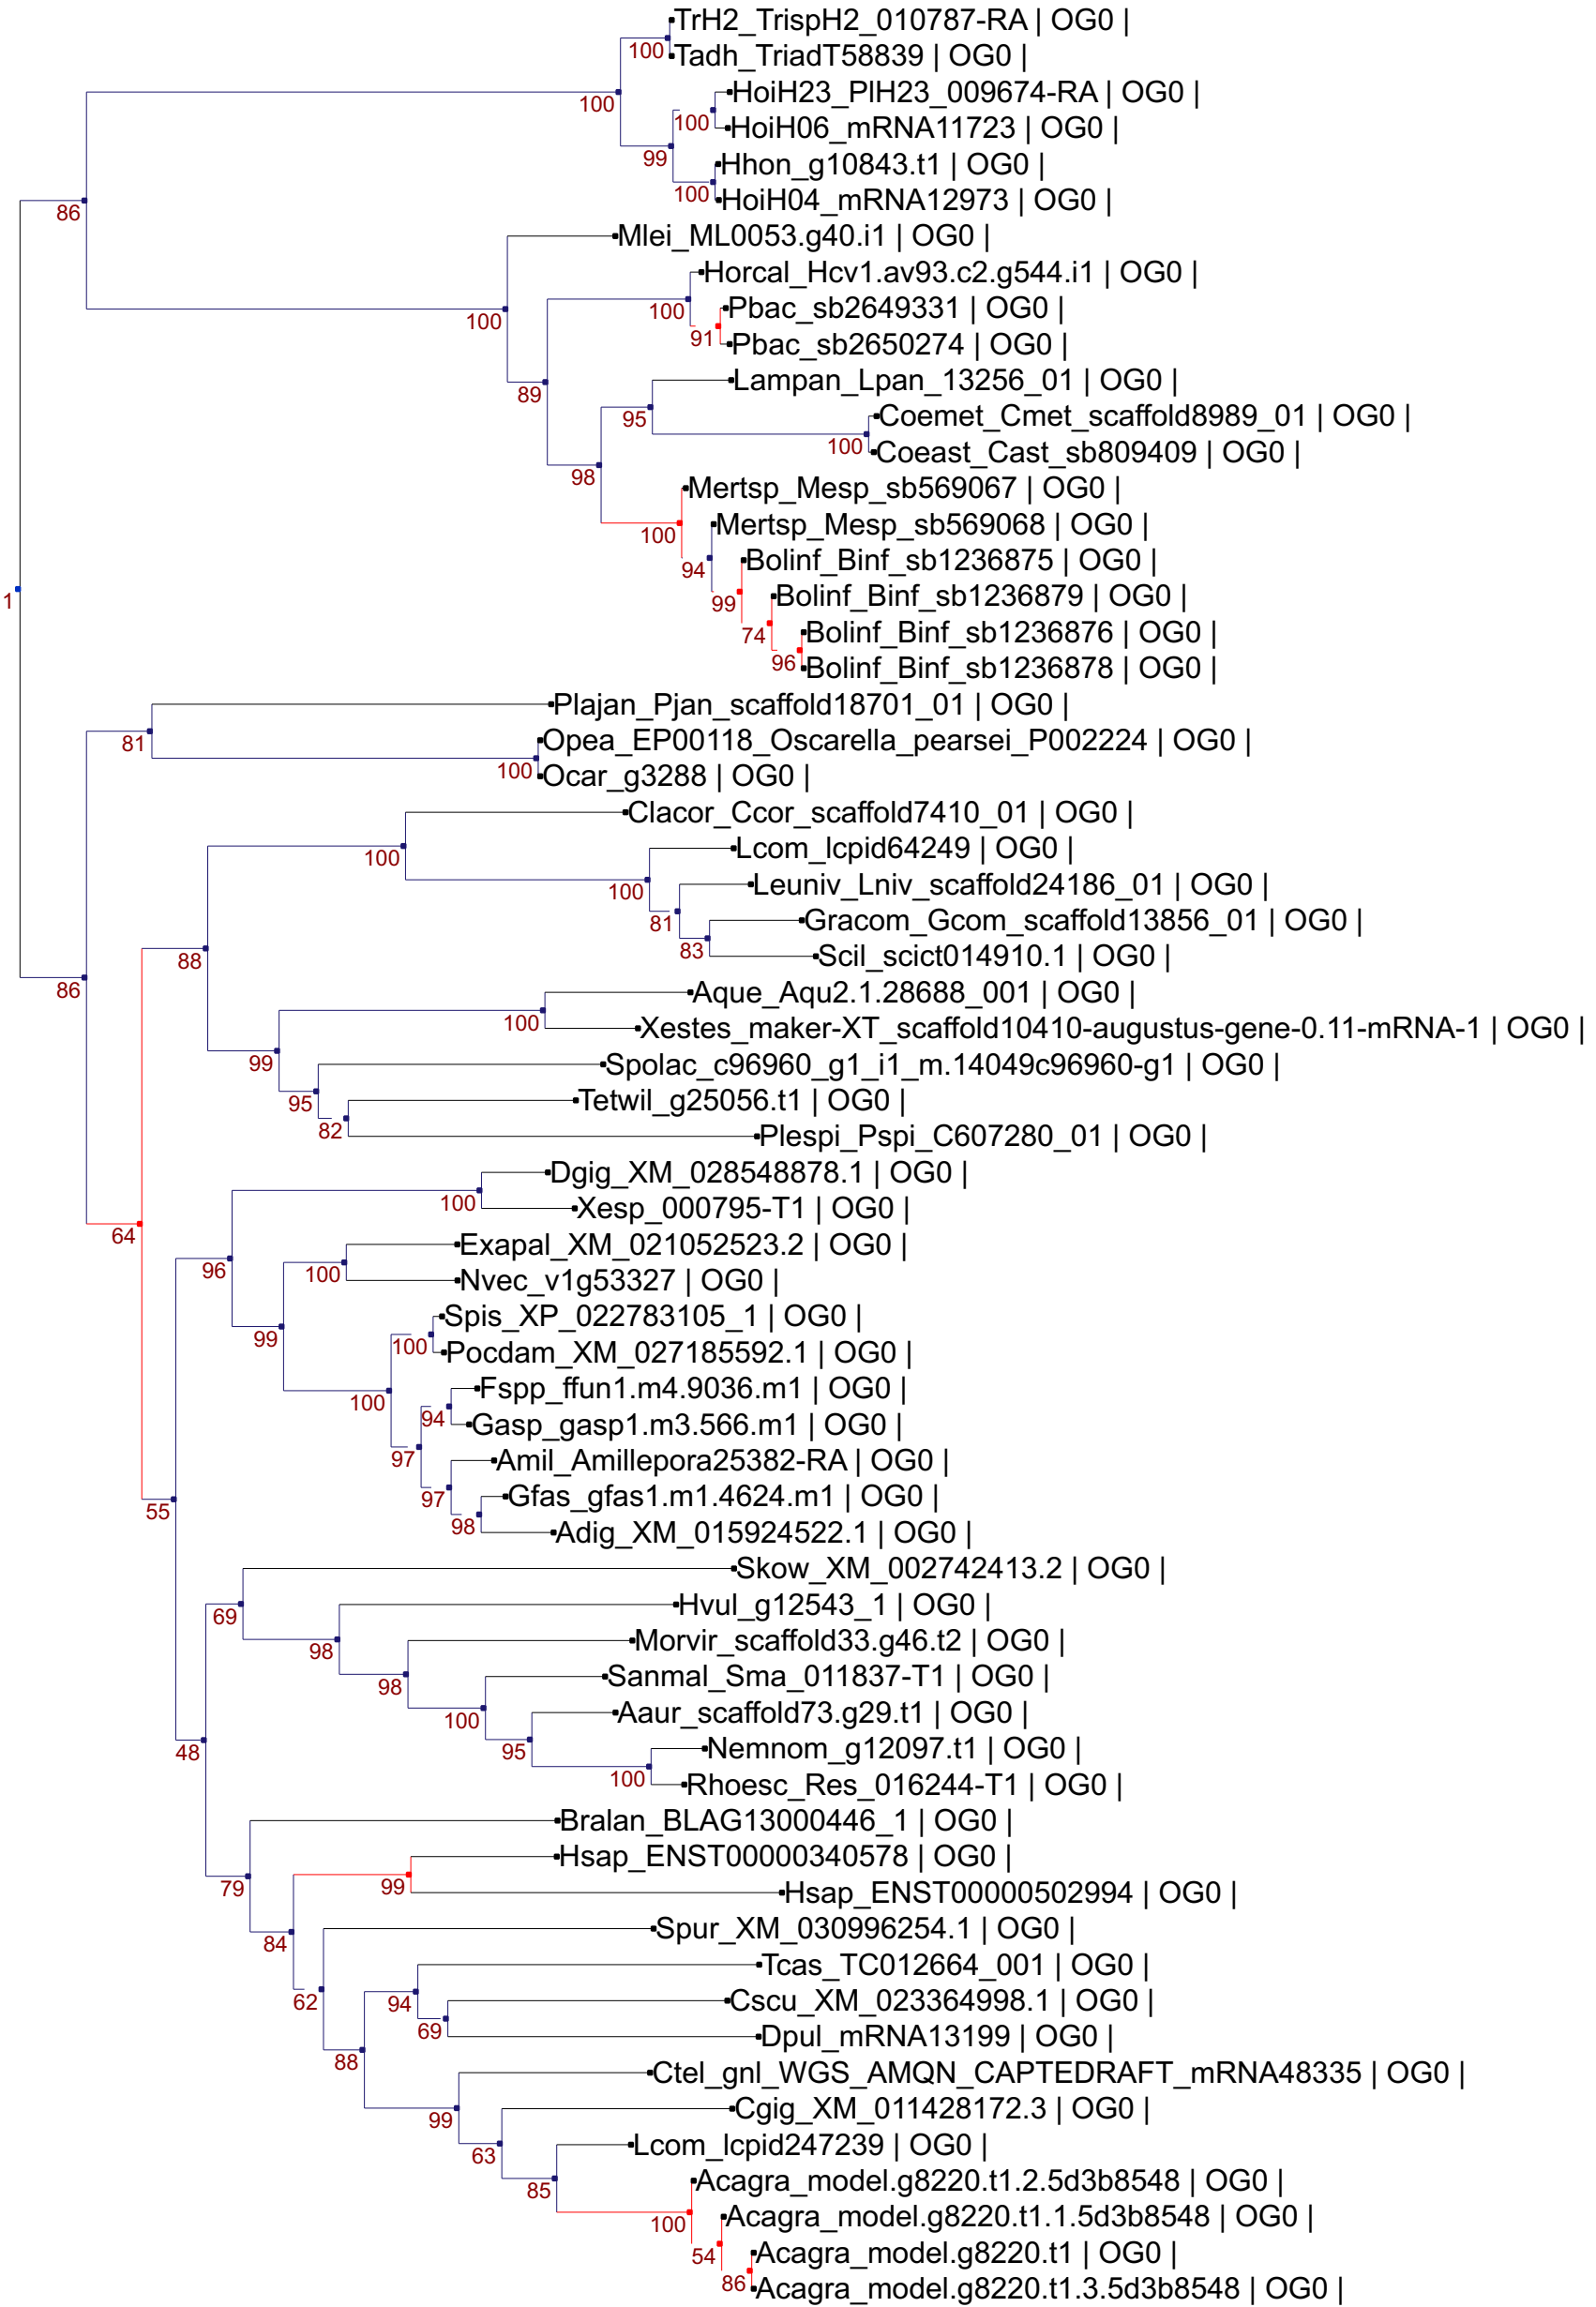 TrH2_TrispH2_010787-RA | OG0 |
100
Tadh_TriadT58839 | OG0 |
HoiH23_PlH23_009674-RA | OG0 |
100
100
HoiH06_mRNA11723 | OG0 |
99
Hhon_g10843.t1 | OG0 |
100
HoiH04_mRNA12973 | OG0 |
86
Mlei_ML0053.g40.i1 | OG0 |
Horcal_Hcv1.av93.c2.g544.i1 | OG0 |
100
100
Pbac_sb2649331 | OG0 |
91
Pbac_sb2650274 | OG0 |
Lampan_Lpan_13256_01 | OG0 |
89
95
Coemet_Cmet_scaffold8989_01 | OG0 |
100
Coeast_Cast_sb809409 | OG0 |
98
Mertsp_Mesp_sb569067 | OG0 |
100
Mertsp_Mesp_sb569068 | OG0 |
94
Bolinf_Binf_sb1236875 | OG0 |
1
99
Bolinf_Binf_sb1236879 | OG0 |
74
Bolinf_Binf_sb1236876 | OG0 |
96
Bolinf_Binf_sb1236878 | OG0 |
Plajan_Pjan_scaffold18701_01 | OG0 |
81
Opea_EP00118_Oscarella_pearsei_P002224 | OG0 |
100
Ocar_g3288 | OG0 |
Clacor_Ccor_scaffold7410_01 | OG0 |
100
Lcom_lcpid64249 | OG0 |
100
Leuniv_Lniv_scaffold24186_01 | OG0 |
81
Gracom_Gcom_scaffold13856_01 | OG0 |
83
88
Scil_scict014910.1 | OG0 |
86
Aque_Aqu2.1.28688_001 | OG0 |
100
Xestes_maker-XT_scaffold10410-augustus-gene-0.11-mRNA-1 | OG0 |
99
Spolac_c96960_g1_i1_m.14049c96960-g1 | OG0 |
95
Tetwil_g25056.t1 | OG0 |
82
Plespi_Pspi_C607280_01 | OG0 |
Dgig_XM_028548878.1 | OG0 |
100
Xesp_000795-T1 | OG0 |
64
Exapal_XM_021052523.2 | OG0 |
96
100
Nvec_v1g53327 | OG0 |
Spis_XP_022783105_1 | OG0 |
99
100
Pocdam_XM_027185592.1 | OG0 |
Fspp_ffun1.m4.9036.m1 | OG0 |
100
94
Gasp_gasp1.m3.566.m1 | OG0 |
97
Amil_Amillepora25382-RA | OG0 |
97
Gfas_gfas1.m1.4624.m1 | OG0 |
55
98
Adig_XM_015924522.1 | OG0 |
Skow_XM_002742413.2 | OG0 |
69
Hvul_g12543_1 | OG0 |
98
Morvir_scaffold33.g46.t2 | OG0 |
98
Sanmal_Sma_011837-T1 | OG0 |
100
Aaur_scaffold73.g29.t1 | OG0 |
48
95
Nemnom_g12097.t1 | OG0 |
100
Rhoesc_Res_016244-T1 | OG0 |
Bralan_BLAG13000446_1 | OG0 |
Hsap_ENST00000340578 | OG0 |
79
99
Hsap_ENST00000502994 | OG0 |
Spur_XM_030996254.1 | OG0 |
84
Tcas_TC012664_001 | OG0 |
62
94
Cscu_XM_023364998.1 | OG0 |
69
Dpul_mRNA13199 | OG0 |
88
Ctel_gnl_WGS_AMQN_CAPTEDRAFT_mRNA48335 | OG0 |
99
Cgig_XM_011428172.3 | OG0 |
63
Lcom_lcpid247239 | OG0 |
85
Acagra_model.g8220.t1.2.5d3b8548 | OG0 |
100
Acagra_model.g8220.t1.1.5d3b8548 | OG0 |
54
Acagra_model.g8220.t1 | OG0 |
86
Acagra_model.g8220.t1.3.5d3b8548 | OG0 |